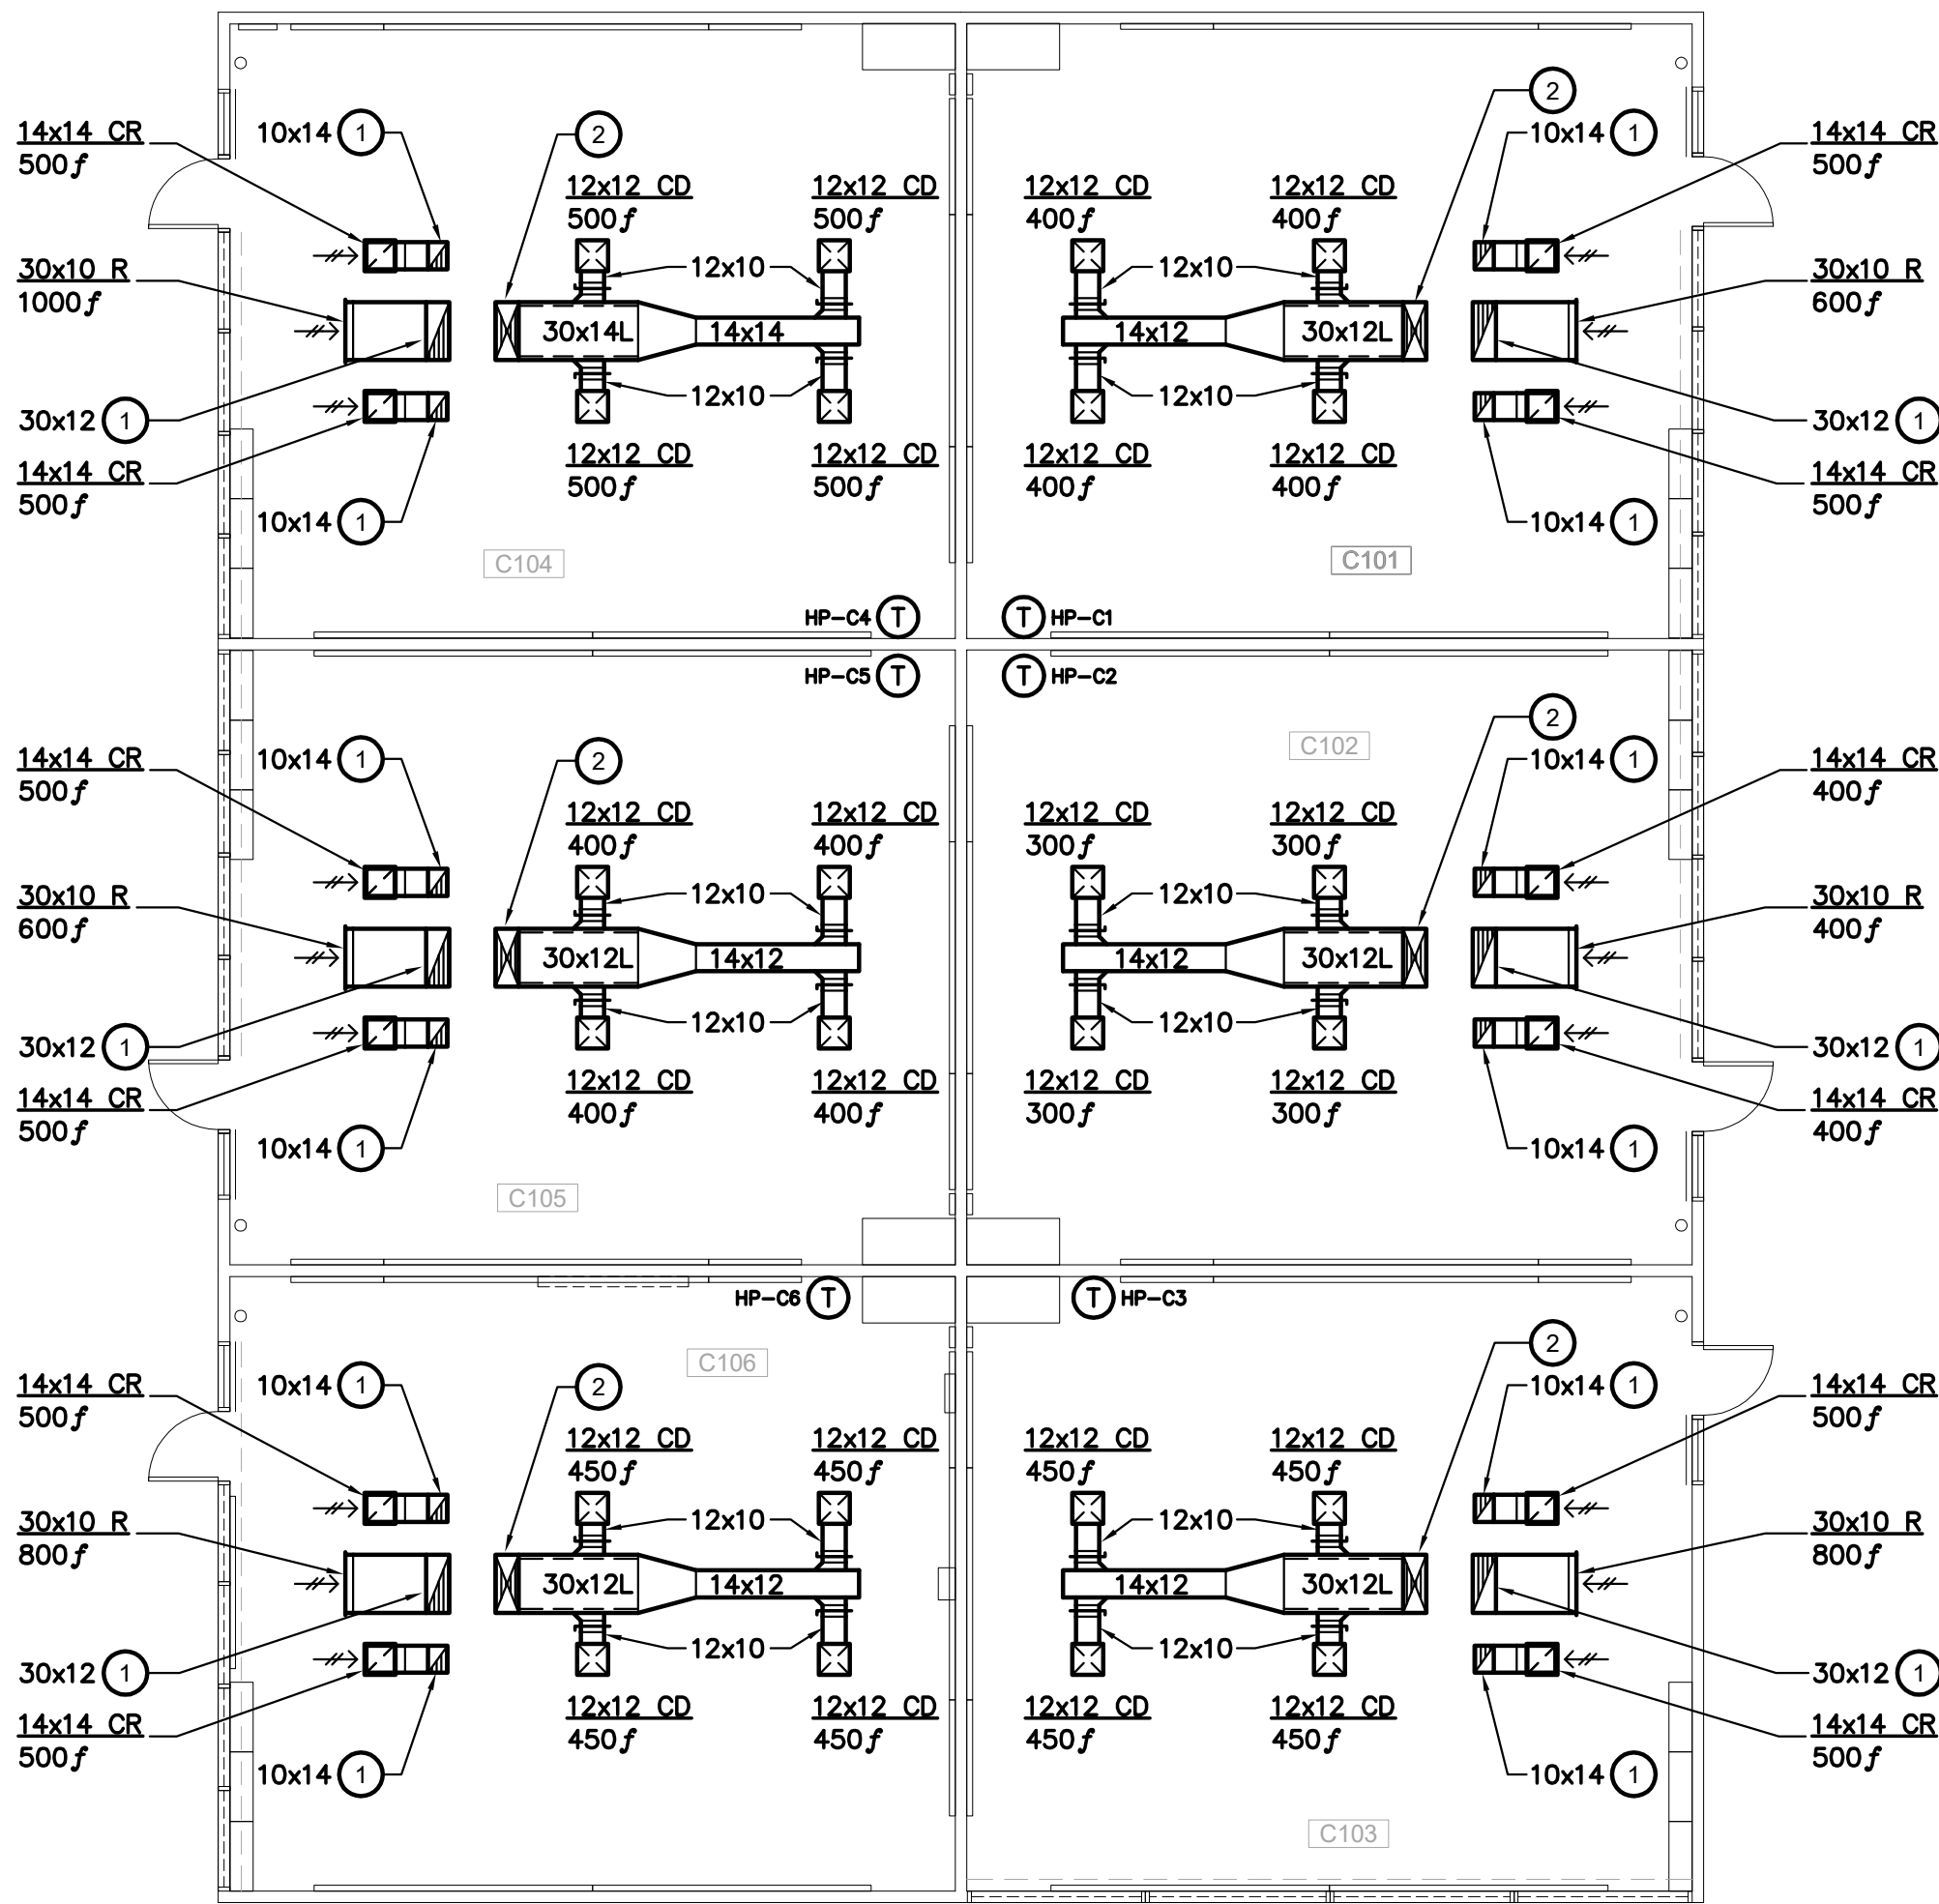 14x14 CR
500ƒ
10x14 1
2
12x12 CD
500ƒ
12x12 CD
500ƒ
12x10
30x10 R
1000ƒ
30x14L
14x14
12x10
30x12 1
14x14 CR
500ƒ
12x12 CD
500ƒ
12x12 CD
500ƒ
10x14 1
C104
HP-C4 T
2
10x14 1
14x14 CR
500ƒ
12x12 CD
400ƒ
12x12 CD
400ƒ
12x10
30x10 R
600ƒ
14x12
30x12L
12x10
30x12 1
12x12 CD
400ƒ
12x12 CD
400ƒ
14x14 CR
500ƒ
10x14 1
C101
T HP-C1
HP-C5 T
14x14 CR
500ƒ
10x14 1
2
12x12 CD
400ƒ
12x12 CD
400ƒ
12x10
30x10 R
600ƒ
30x12L
14x12
12x10
30x12 1
14x14 CR
500ƒ
12x12 CD
400ƒ
12x12 CD
400ƒ
10x14 1
C105
T HP-C2
2
C102
10x14 1
14x14 CR
400ƒ
12x12 CD
300ƒ
12x12 CD
300ƒ
12x10
30x10 R
400ƒ
14x12
30x12L
12x10
30x12 1
12x12 CD
300ƒ
12x12 CD
300ƒ
14x14 CR
400ƒ
10x14 1
HP-C6 T
C106
14x14 CR
500ƒ
10x14 1
2
12x12 CD
450ƒ
12x12 CD
450ƒ
12x10
30x10 R
800ƒ
30x12L
14x12
12x10
30x12 1
14x14 CR
500ƒ
12x12 CD
450ƒ
12x12 CD
450ƒ
10x14 1
T HP-C3
2
10x14 1
14x14 CR
500ƒ
12x12 CD
450ƒ
12x12 CD
450ƒ
12x10
30x10 R
800ƒ
14x12
30x12L
12x10
30x12 1
12x12 CD
450ƒ
12x12 CD
450ƒ
14x14 CR
500ƒ
10x14 1
C103